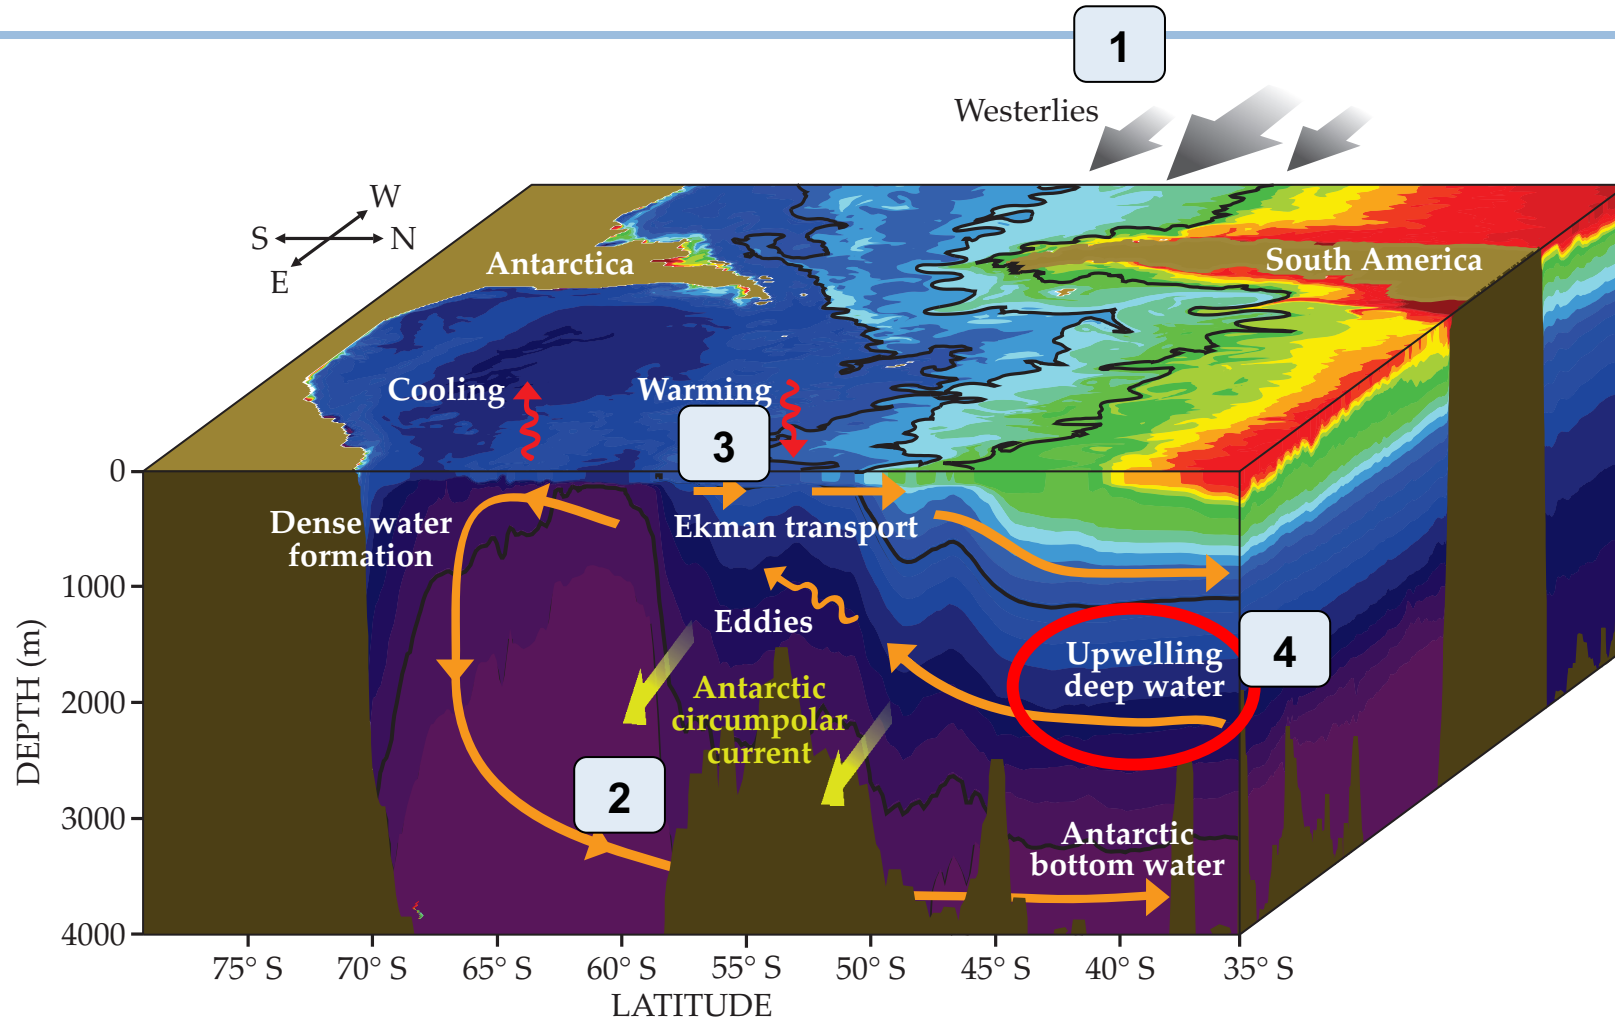 1
Westerlies
W
S
N
E
Antarctica
South America
Cooling
Warming
3
0
Dense water
formation
Ekman transport
1000
Eddies
Upwelling
deep water
4
Antarctic
circumpolar
current
2000
2
3000
Antarctic
bottom water
4000
DEPTH (m)
75° S
70° S
65° S
60° S
55° S
50° S
45° S
40° S
35° S
LATITUDE